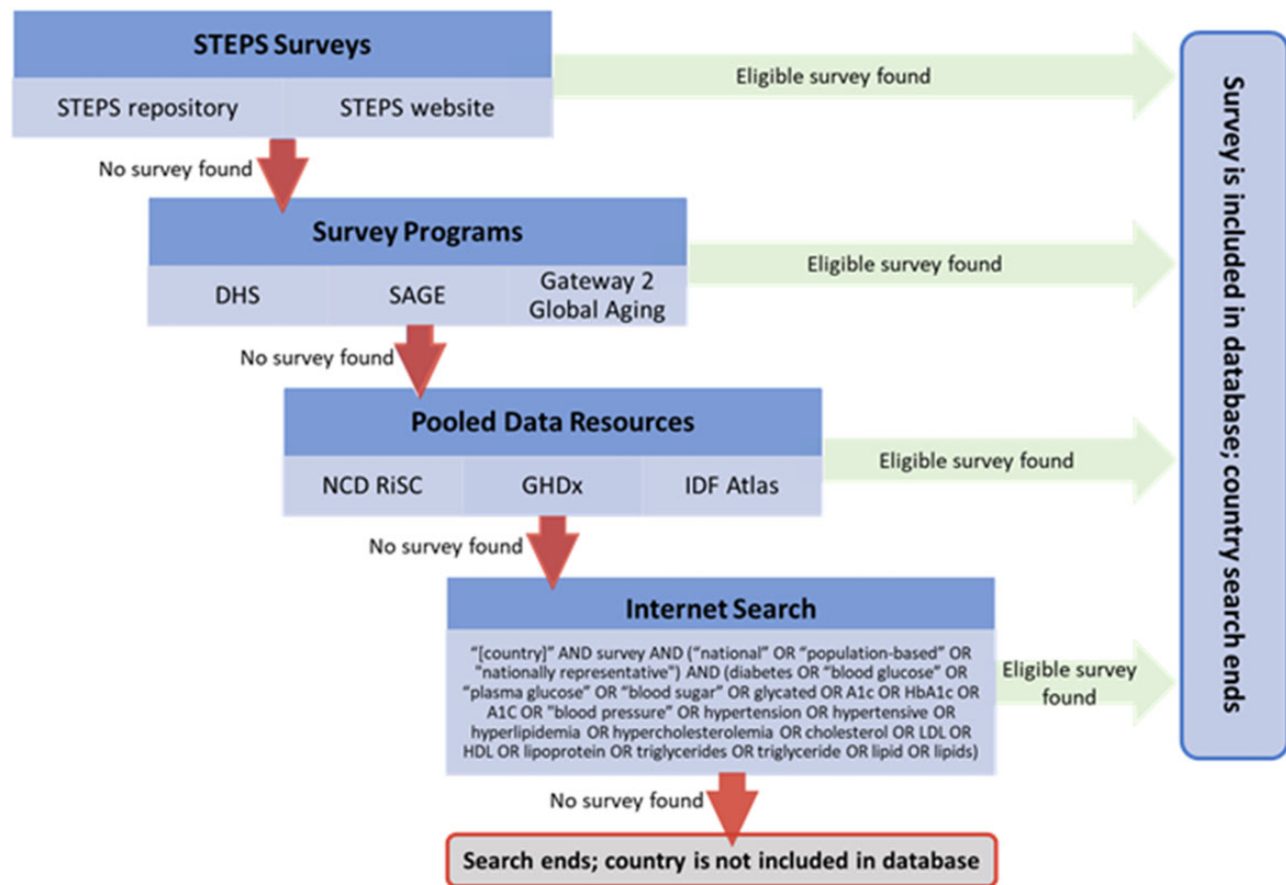 STEPS Surveys
STEPS repository
STEPS website
Eligible survey found
No survey found
Survey Programs
DHS
SAGE
Gateway 2
Global Aging
Eligible survey found
No survey found
Pooled Data Resources
NCD RiSC
GHDx
IDF Atlas
Eligible survey found
No survey found
Internet Search
“[country]” AND survey AND (“national” OR “population-based” OR
"nationally representative”) AND (diabetes OR “blood glucose” OR
“plasma glucose” OR “blood sugar” OR glycated OR A1c OR HbA1c OR
A1C OR "blood pressure” OR hypertension OR hypertensive OR
hyperlipidemia OR hypercholesterolemia OR cholesterol OR LDL OR
HDL OR lipoprotein OR triglycerides OR triglyceride OR lipid OR lipids)
Eligible survey
found
No survey found
Search ends; country is not included in database
Survey is included in database; country search ends